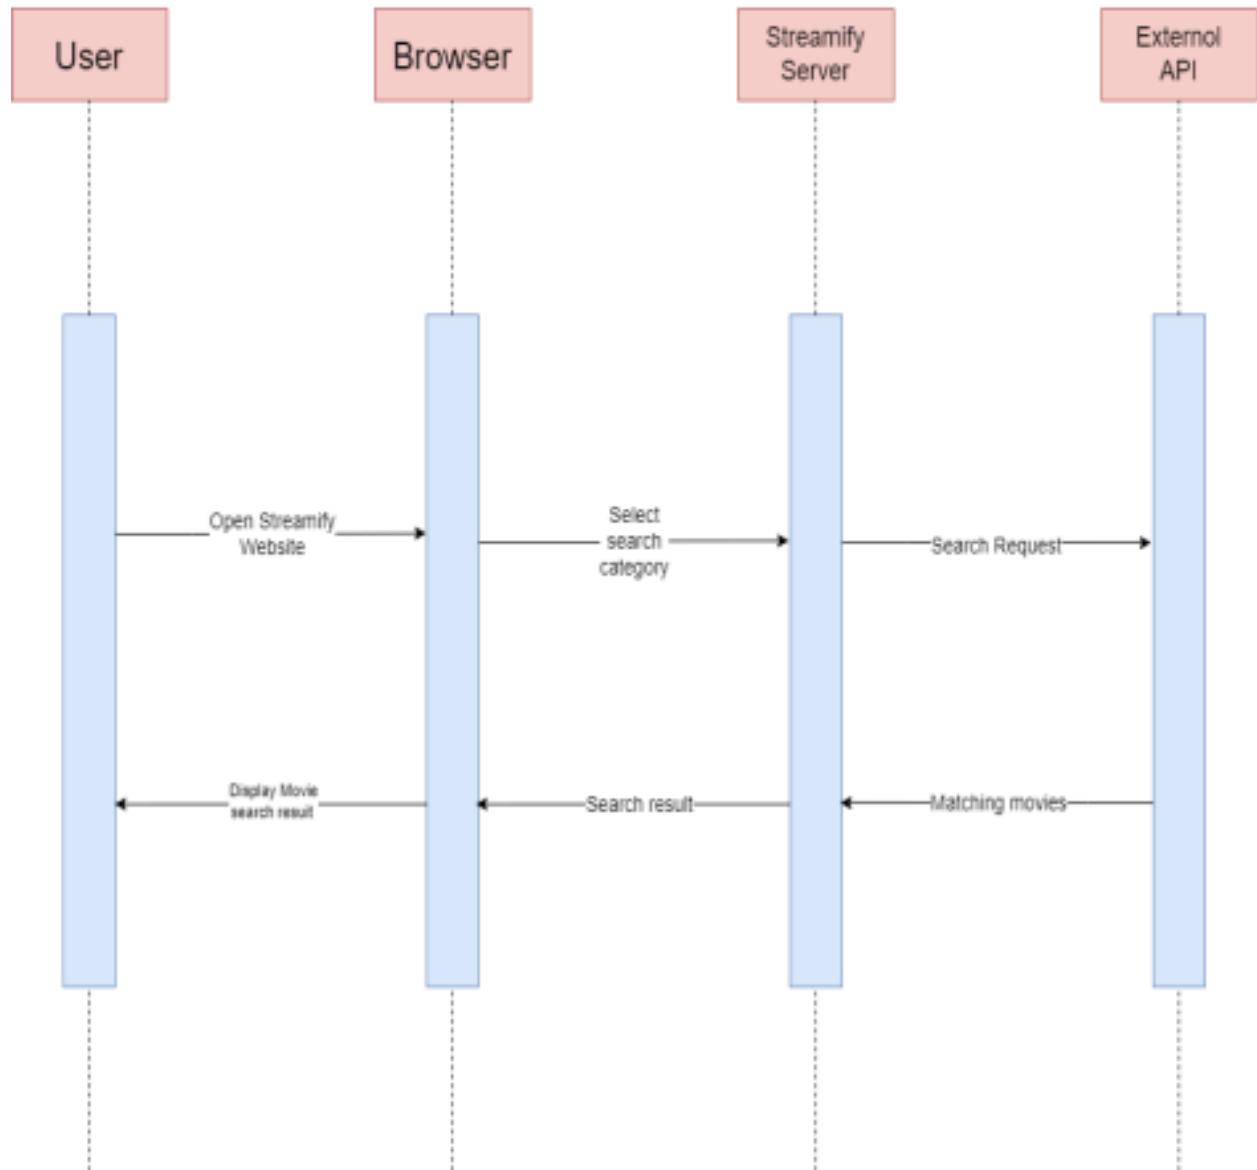 User
Browser
Streamify
Server
Externol
API
Open Streamify
Website
Select
search
category
Search Request
Display Movie
search result
Search result
Matching movies